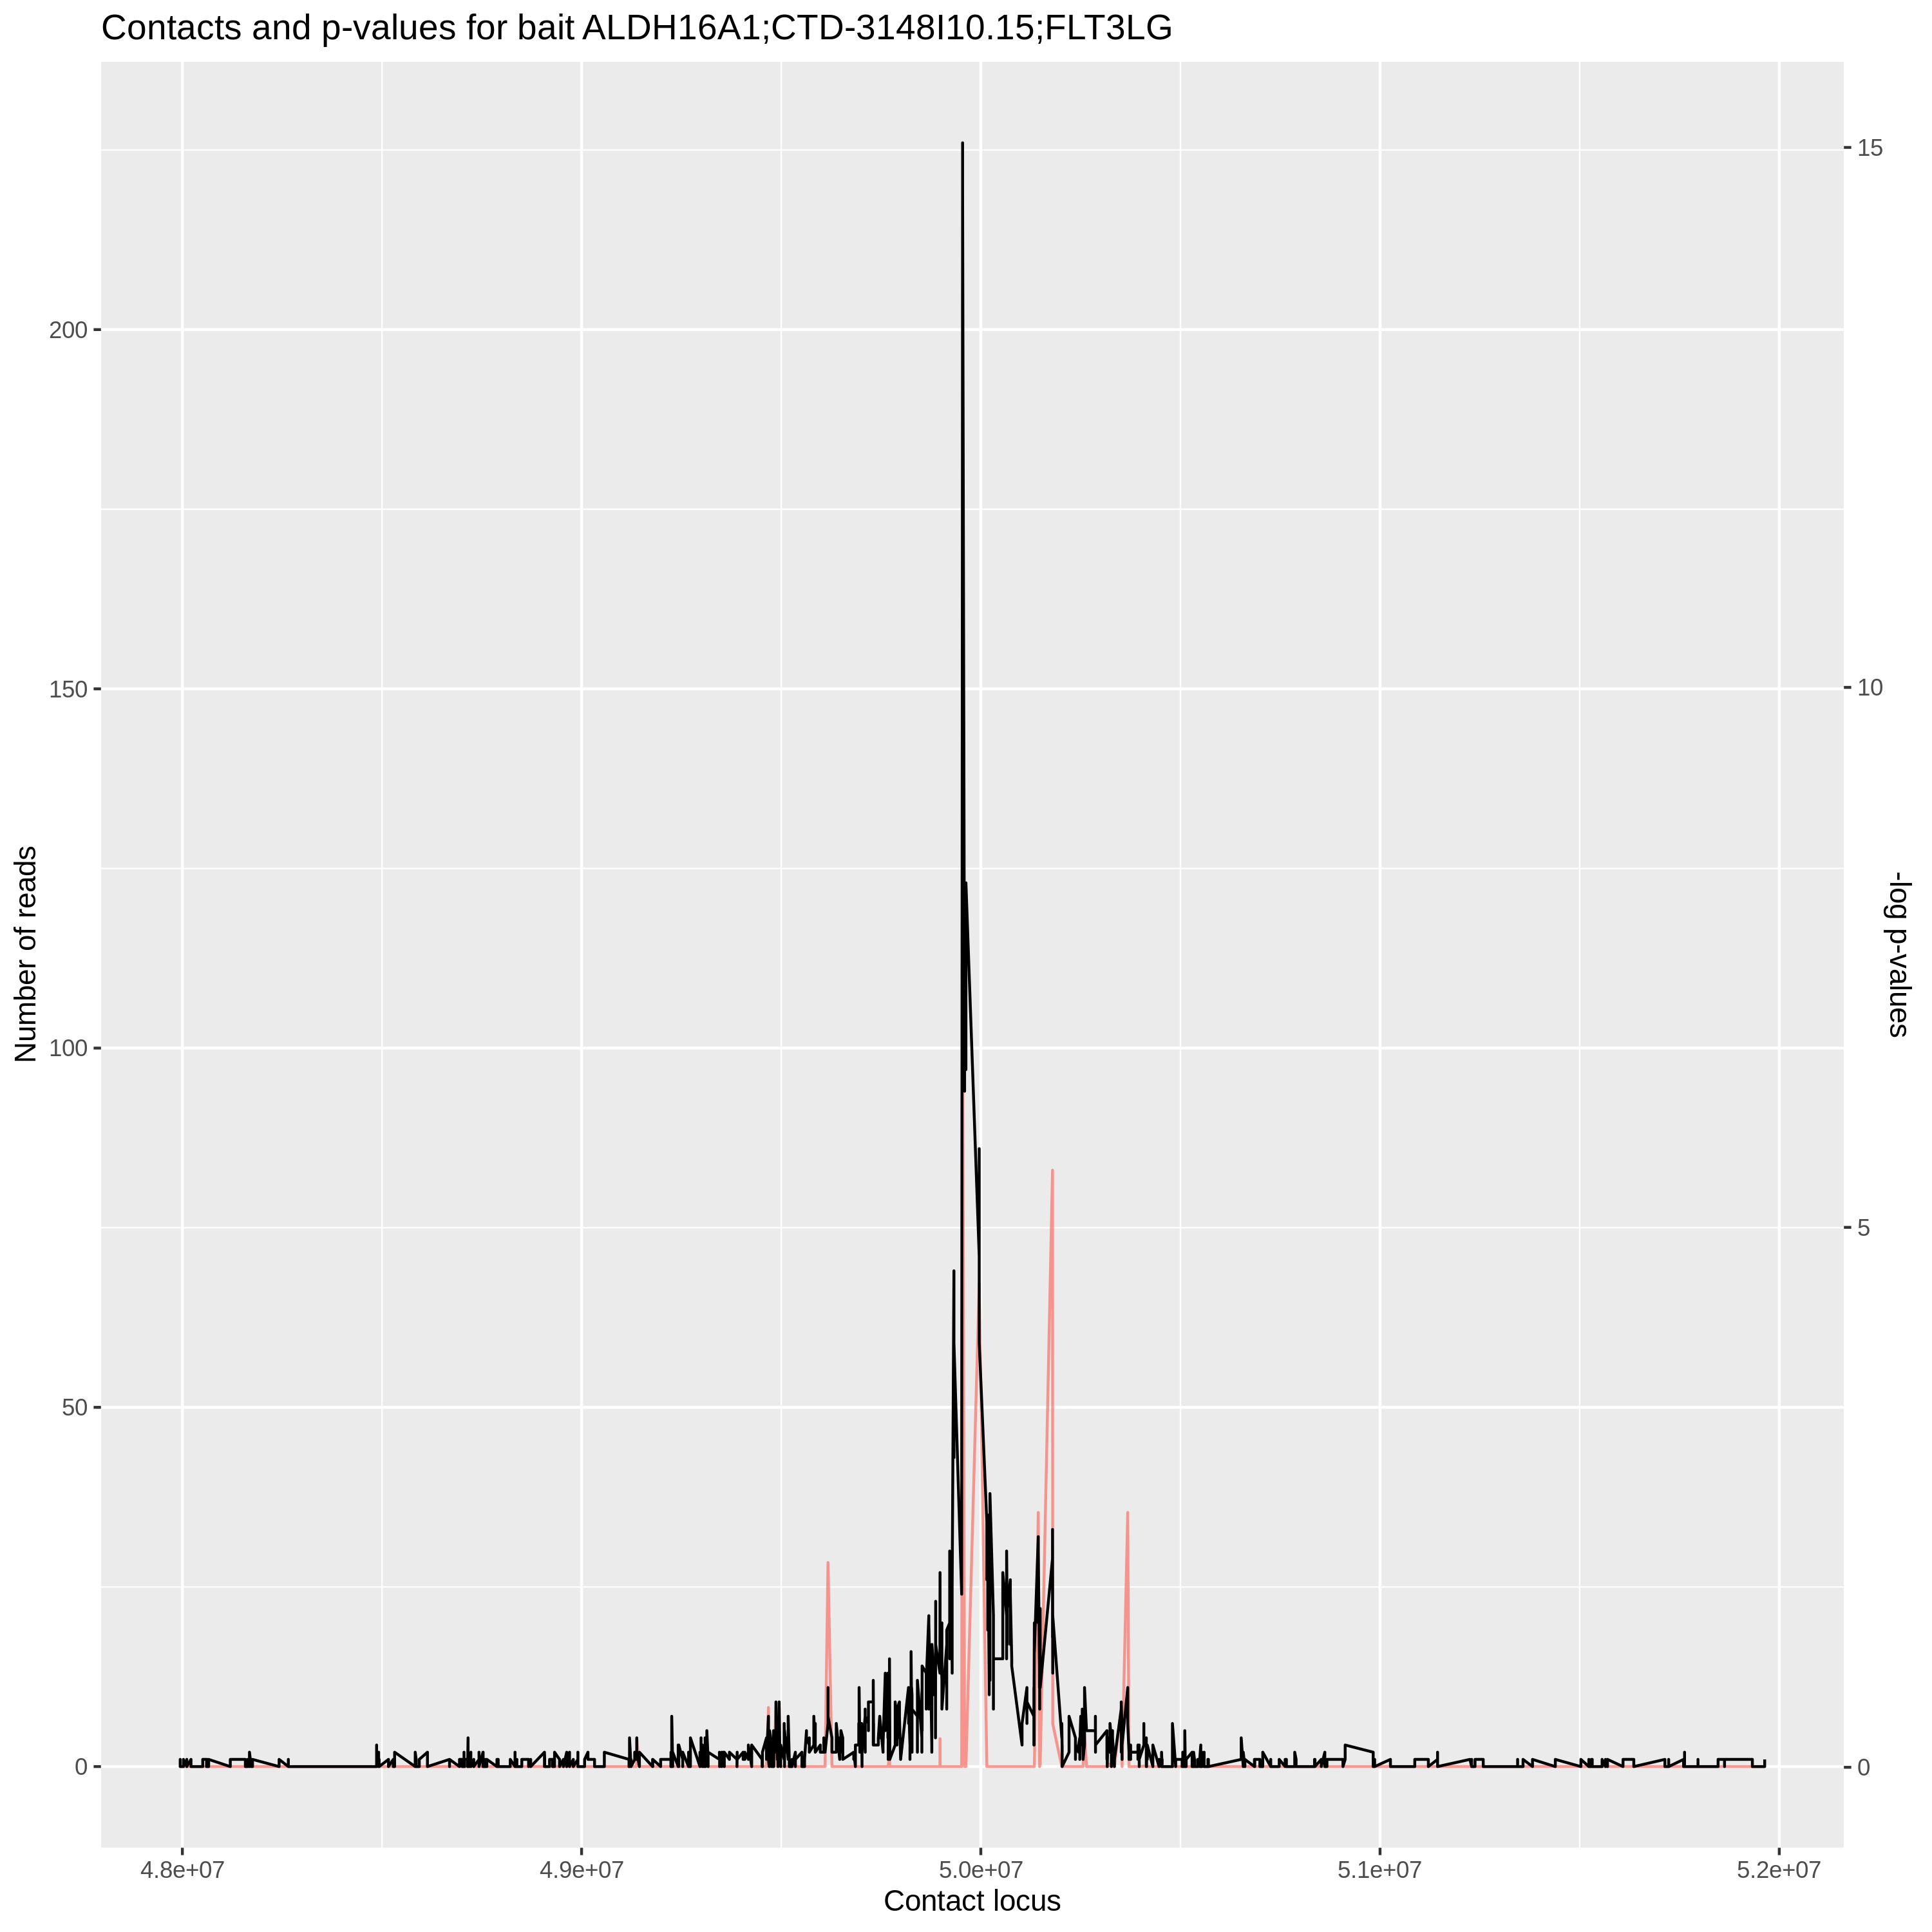 Contacts and p-values for bait ALDH16A1;CTD-3148I10.15;FLT3LG
Number of reads
200
150
100
50
0
15
10
5
0
-log p-values
4.8e+07 4.9e+07 5.0e+07 5.1e+07 5.2e+07
Contact locus